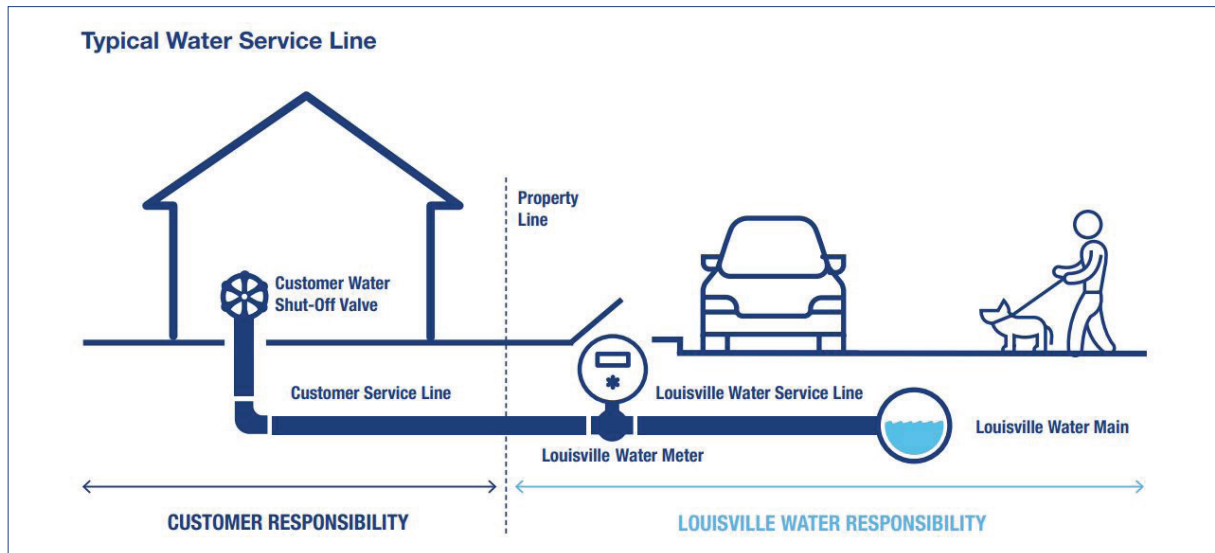 Typical Water Service Line
Property
Line
Customer Water
Shut-Off Valve
Customer Service Line
Louisville Water Service Line
Louisville Water Main
Louisville Water Meter
CUSTOMER RESPONSIBILITY
LOUISVILLE WATER RESPONSIBILITY